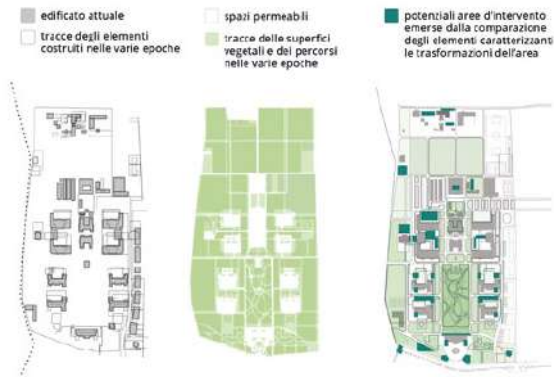 edificato attuale
tracce degli elementi
costruiti nelle varie epoche
spazi permeabili
tracce delle superfici
vegetali e dei percorsi
nelle varie epoche
potenziali aree d'intervento
emerse dalla comparazione
degli elementi caratterizzanti
le trasformazioni dell'area